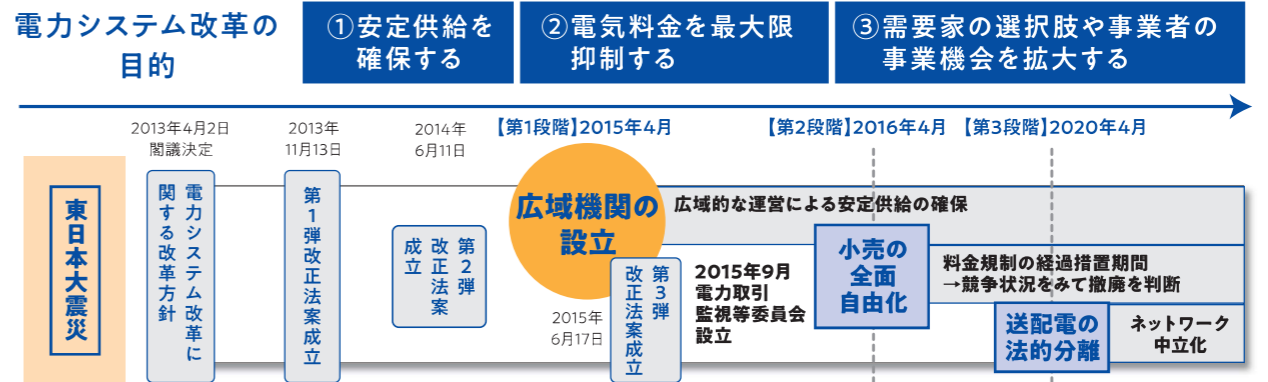 電力システム改革の
目的
①安定供給を
確保する
②電気料金を最大限
抑制する
③需要家の選択肢や事業者の
事業機会を拡大する
2013年4月2日
閣議決定
2013年
11月13日
2014年
6月11日
【第1段階】2015年4月
【第2段階】2016年4月
【第3段階】2020年4月
東日本大震災
電力システム改革に
関する改革方針
第1弾改正法案成立
第2弾
改正法案
成立
広域機関の
設立
広域的な運営による安定供給の確保
2015年
6月17日
第3弾
改正法案成立
2015年9月
電力取引
監視等委員会
設立
小売の
全面
自由化
料金規制の経過措置期間
→競争状況をみて撤廃を判断
送配電の
法的分離
ネットワーク
中立化